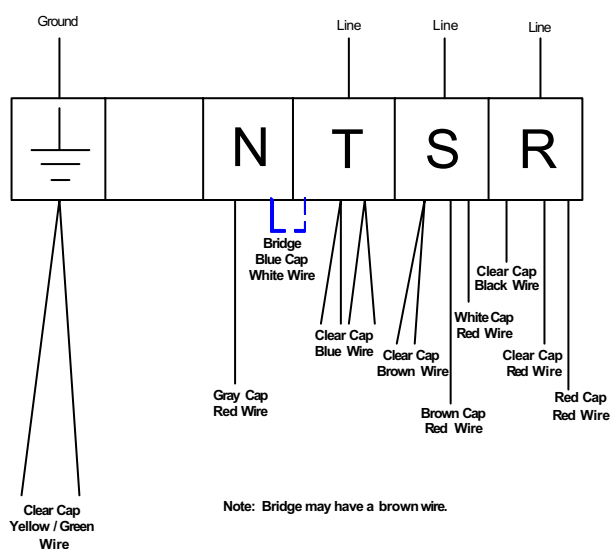 Ground
Line
Line
Line
N
T
S
R
Bridge
Blue Cap
White Wire
Clear Cap
Black Wire
White Cap
Red Wire
Clear Cap
Blue Wire
Clear Cap
Brown Wire
Clear Cap
Red Wire
Gray Cap
Red Wire
Red Cap
Red Wire
Brown Cap
Red Wire
Clear Cap
Yellow / Green
Wire
Note: Bridge may have a brown wire.